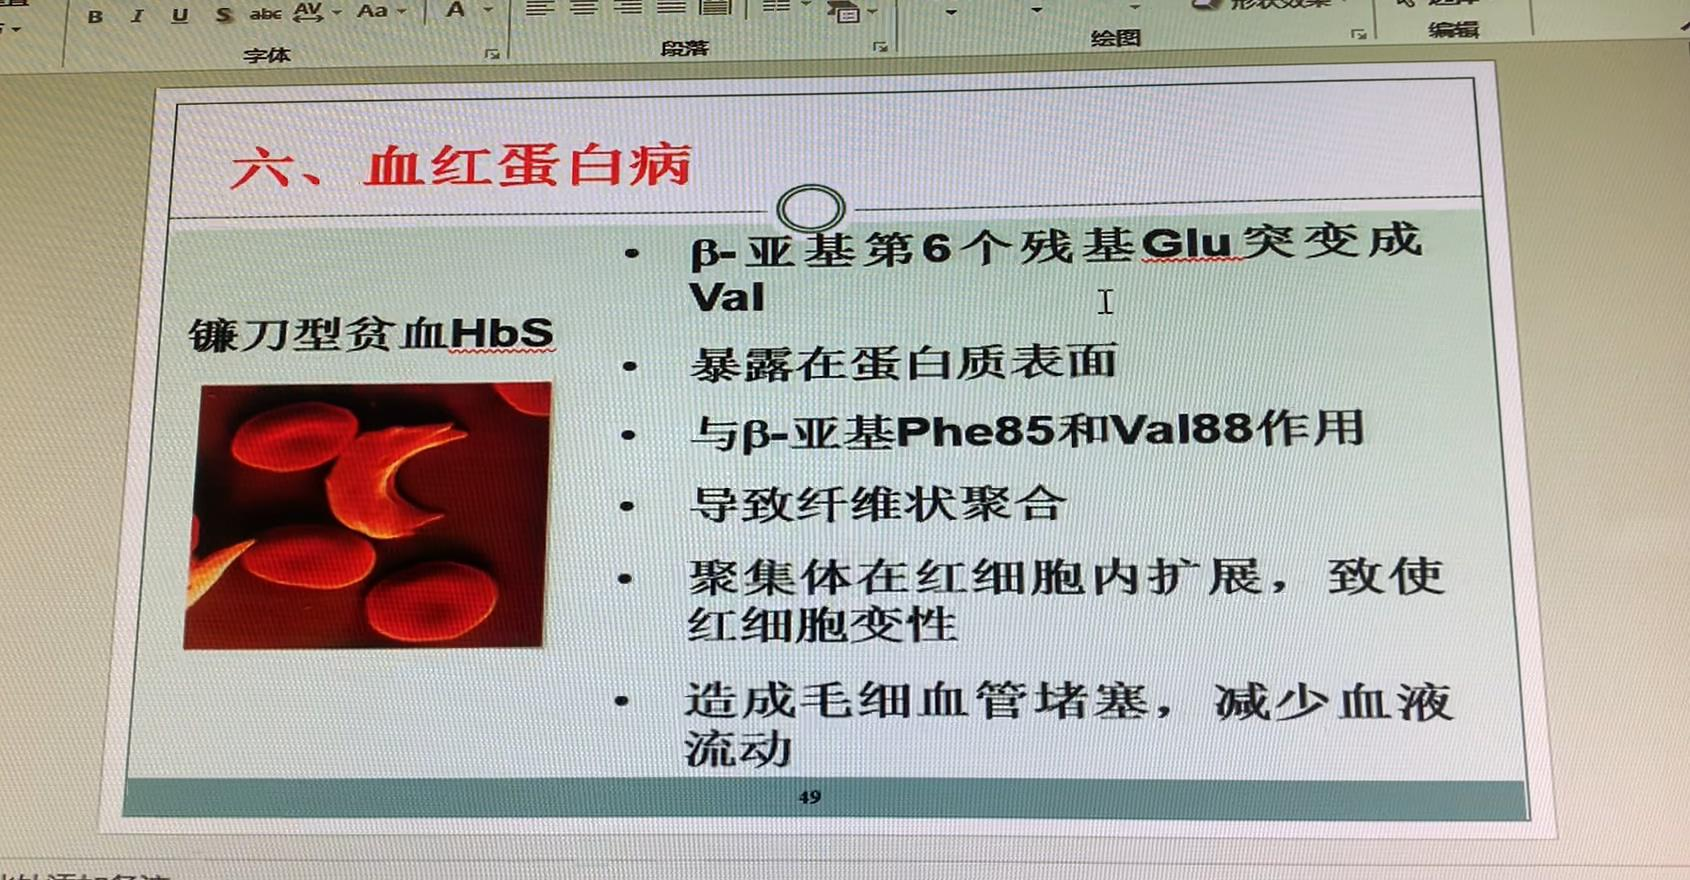 B I U S abc AV Aa A
字体
段落
绘图
编辑
六、血红蛋白病
镰刀型贫血HbS
• β-亚基第6个残基Glu突变成
Val
• 暴露在蛋白质表面
• 与β-亚基Phe85和Val88作用
• 导致纤维状聚合
• 聚集体在红细胞内扩展，致使
红细胞变性
• 造成毛细血管堵塞，减少血液
流动
49